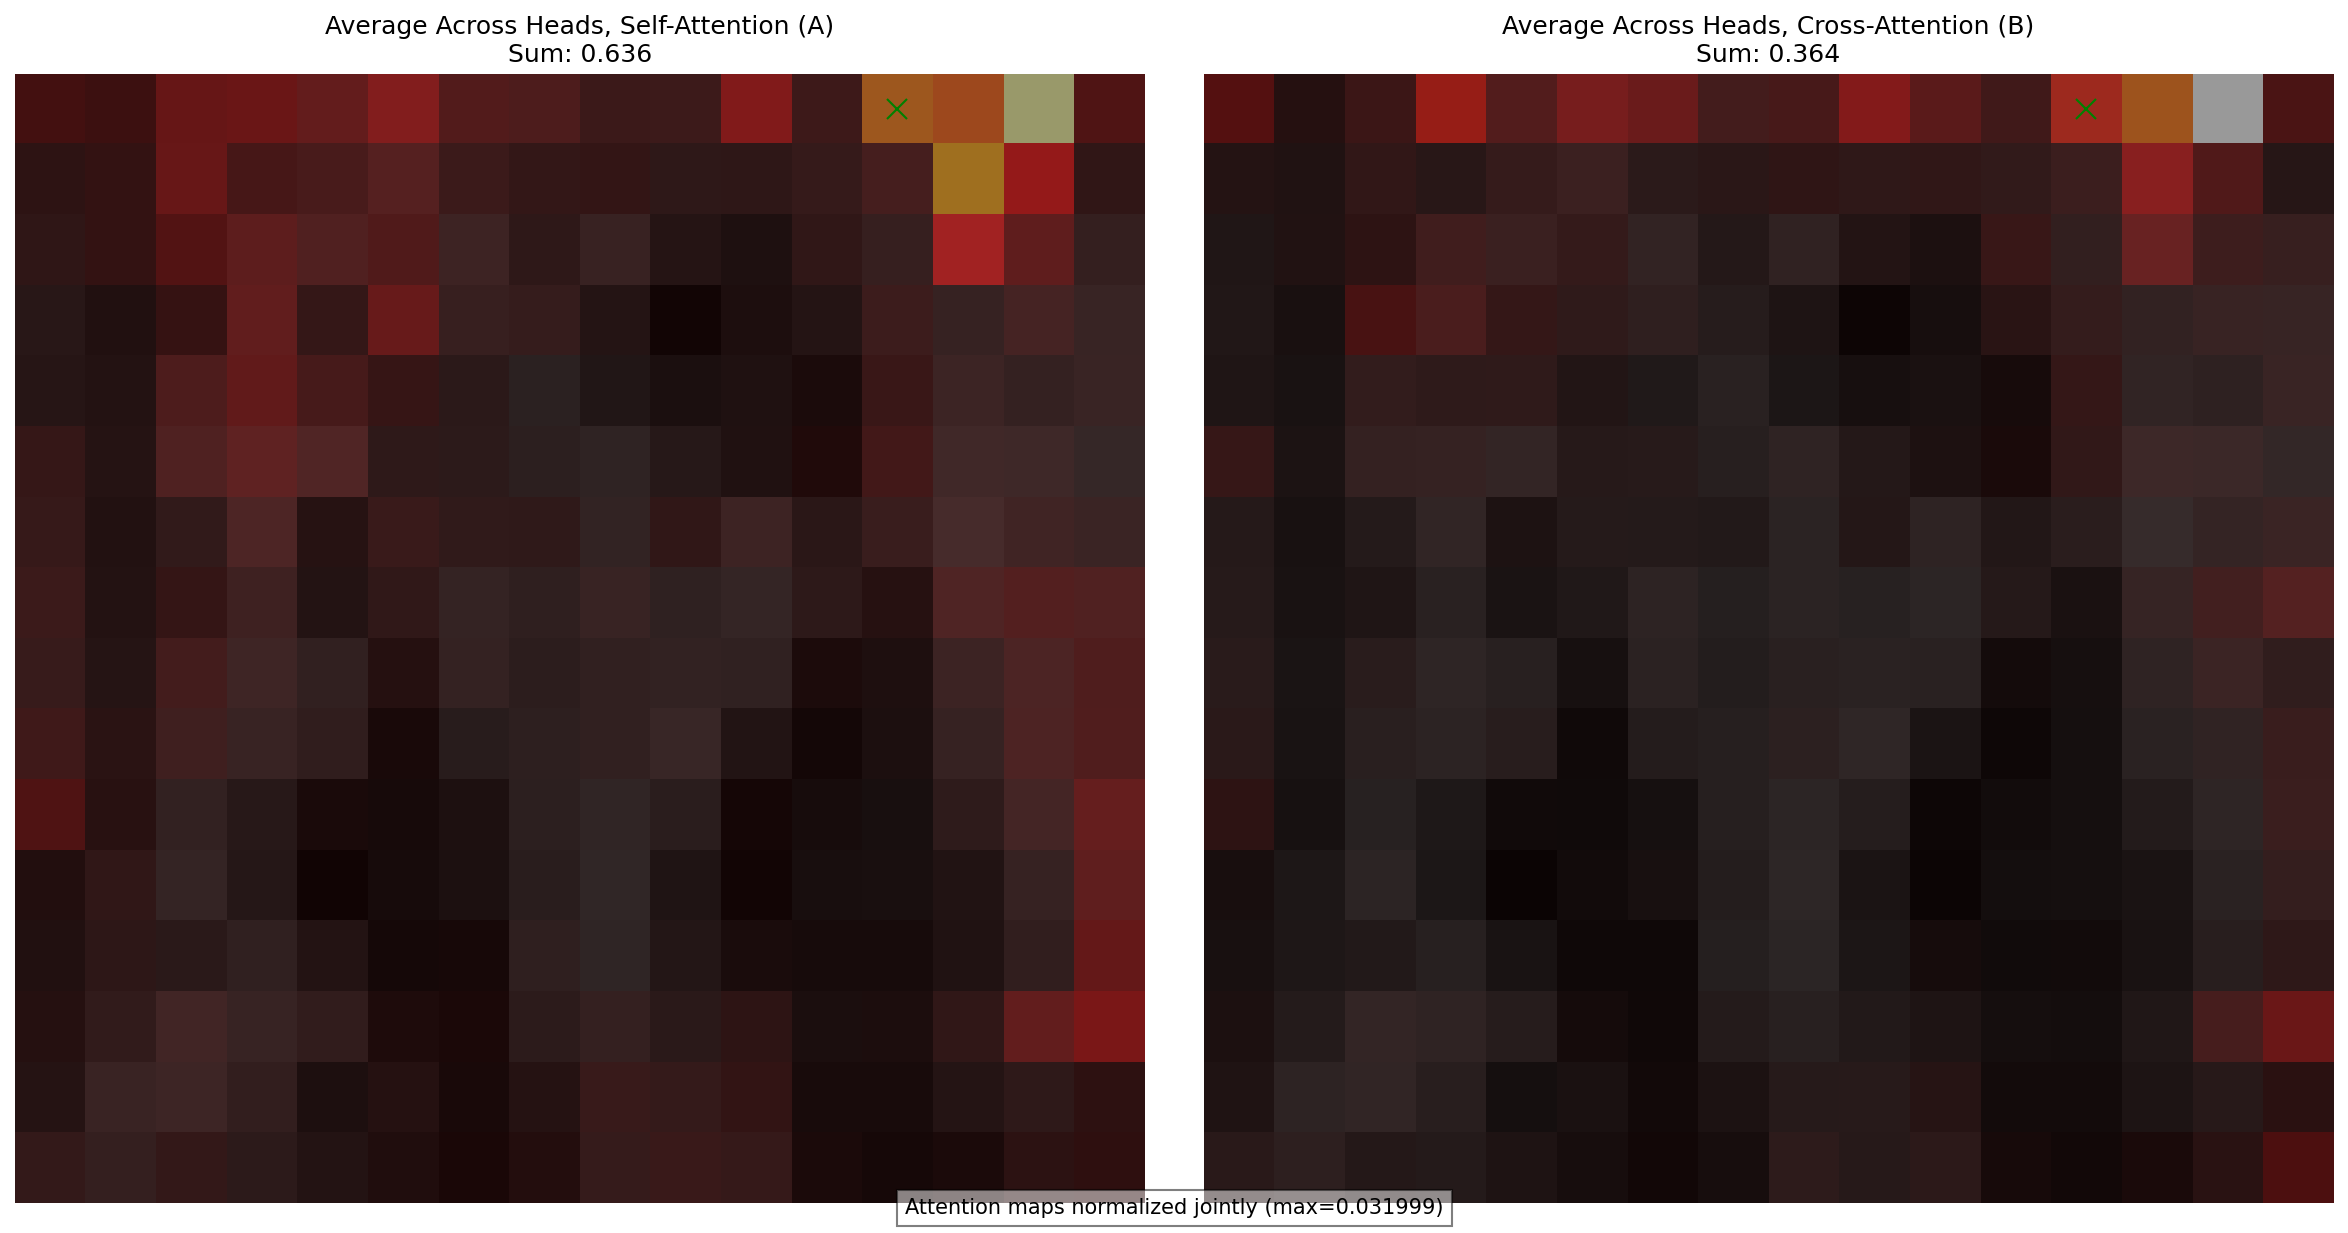 Average Across Heads, Self-Attention (A)
Sum: 0.636
Average Across Heads, Cross-Attention (B)
Sum: 0.364
Attention maps normalized jointly (max=0.031999)